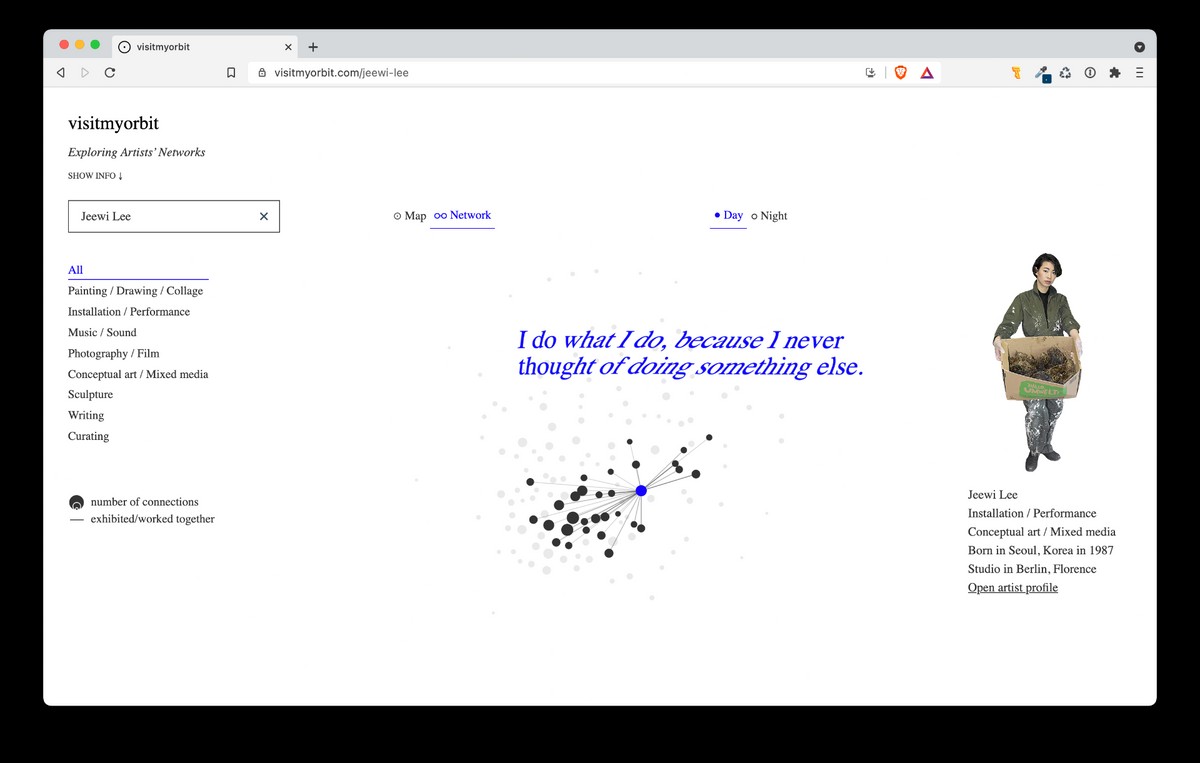 visitmyorbit
visitmyorbit.com/jeewi-lee
visitmyorbit
Exploring Artists' Networks
SHOW INFO ↓
Jeewi Lee
Map
Network
Day
Night
All
Painting / Drawing / Collage
Installation / Performance
Music / Sound
Photography / Film
Conceptual art / Mixed media
Sculpture
Writing
Curating
number of connections
exhibited/worked together
I do what I do, because I never
thought of doing something else.
Jeewi Lee
Installation / Performance
Conceptual art / Mixed media
Born in Seoul, Korea in 1987
Studio in Berlin, Florence
Open artist profile